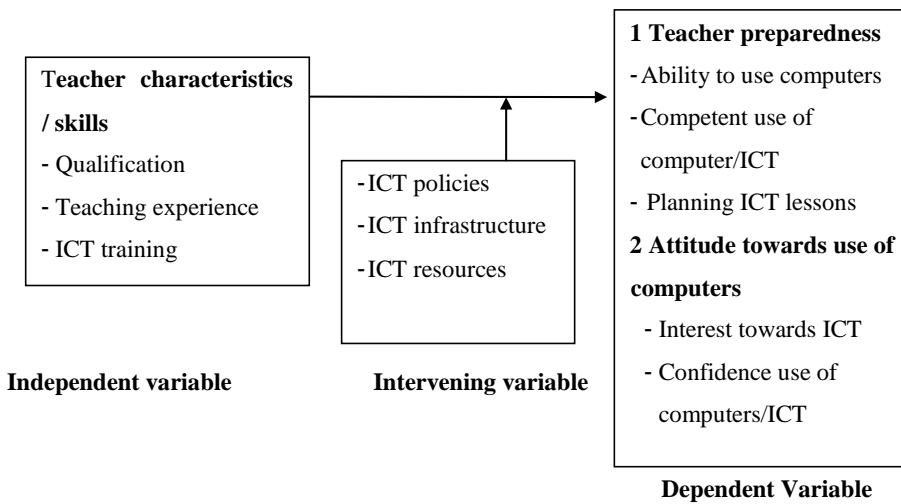 Teacher characteristics
/ skills
- Qualification
- Teaching experience
- ICT training
Independent variable
-ICT policies
-ICT infrastructure
-ICT resources
Intervening variable
1 Teacher preparedness
-Ability to use computers
-Competent use of
computer/ICT
- Planning ICT lessons
2 Attitude towards use of
computers
- Interest towards ICT
- Confidence use of
computers/ICT
Dependent Variable